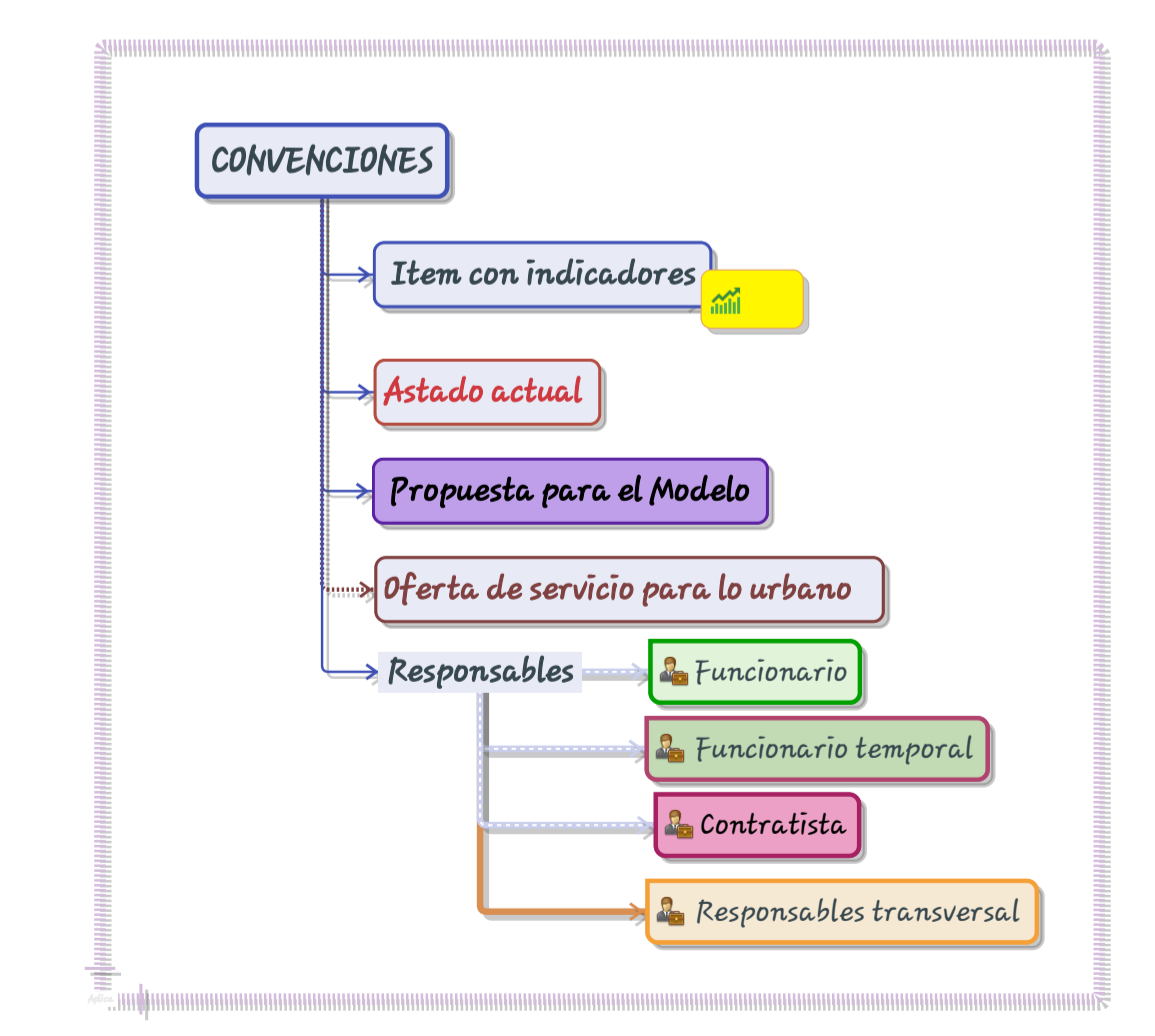 CONVENCIONES
Item con indicadores
Astado actual
Propuesta para el Modelo
Oferta de servicio para lo urbano
Responsables
Funcionario
Funcionario temporal
Contratista
Responsables transversal
Aplica